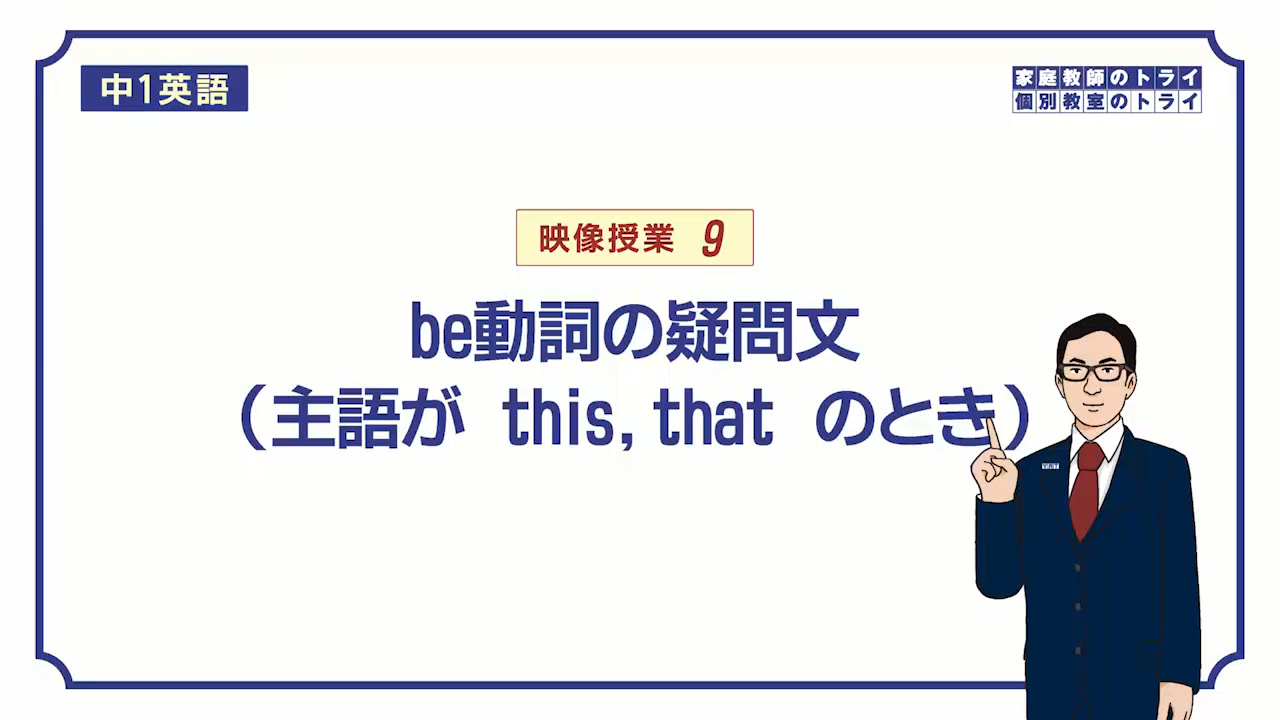 中1英語
家庭教師のトライ
個別教室のトライ
映像授業 9
be動詞の疑問文
（主語が this, that のとき）